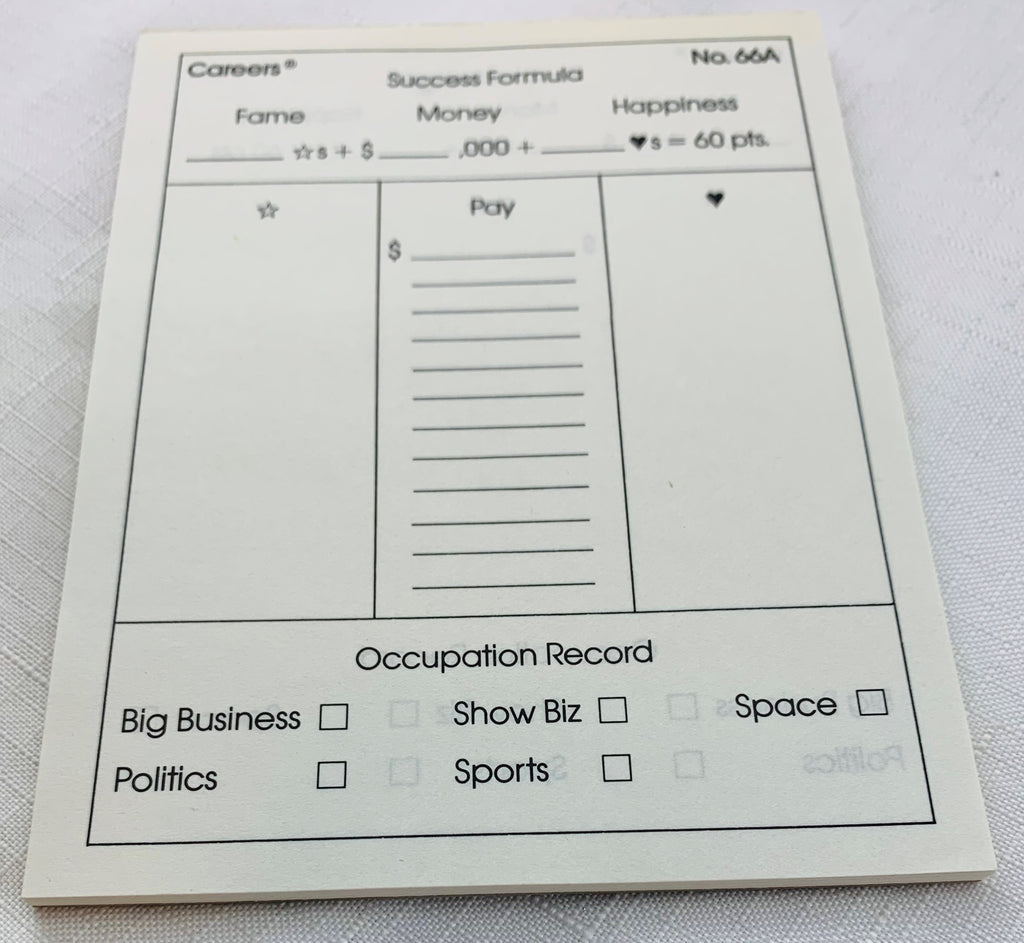 Careers® No. 66A
Success Formula
Fame Money Happiness
☆s + $ ,000 + ♥s = 60 pts.
☆ Pay ♥
$
Occupation Record
Big Business □ Show Biz □ Space □
Politics □ Sports □